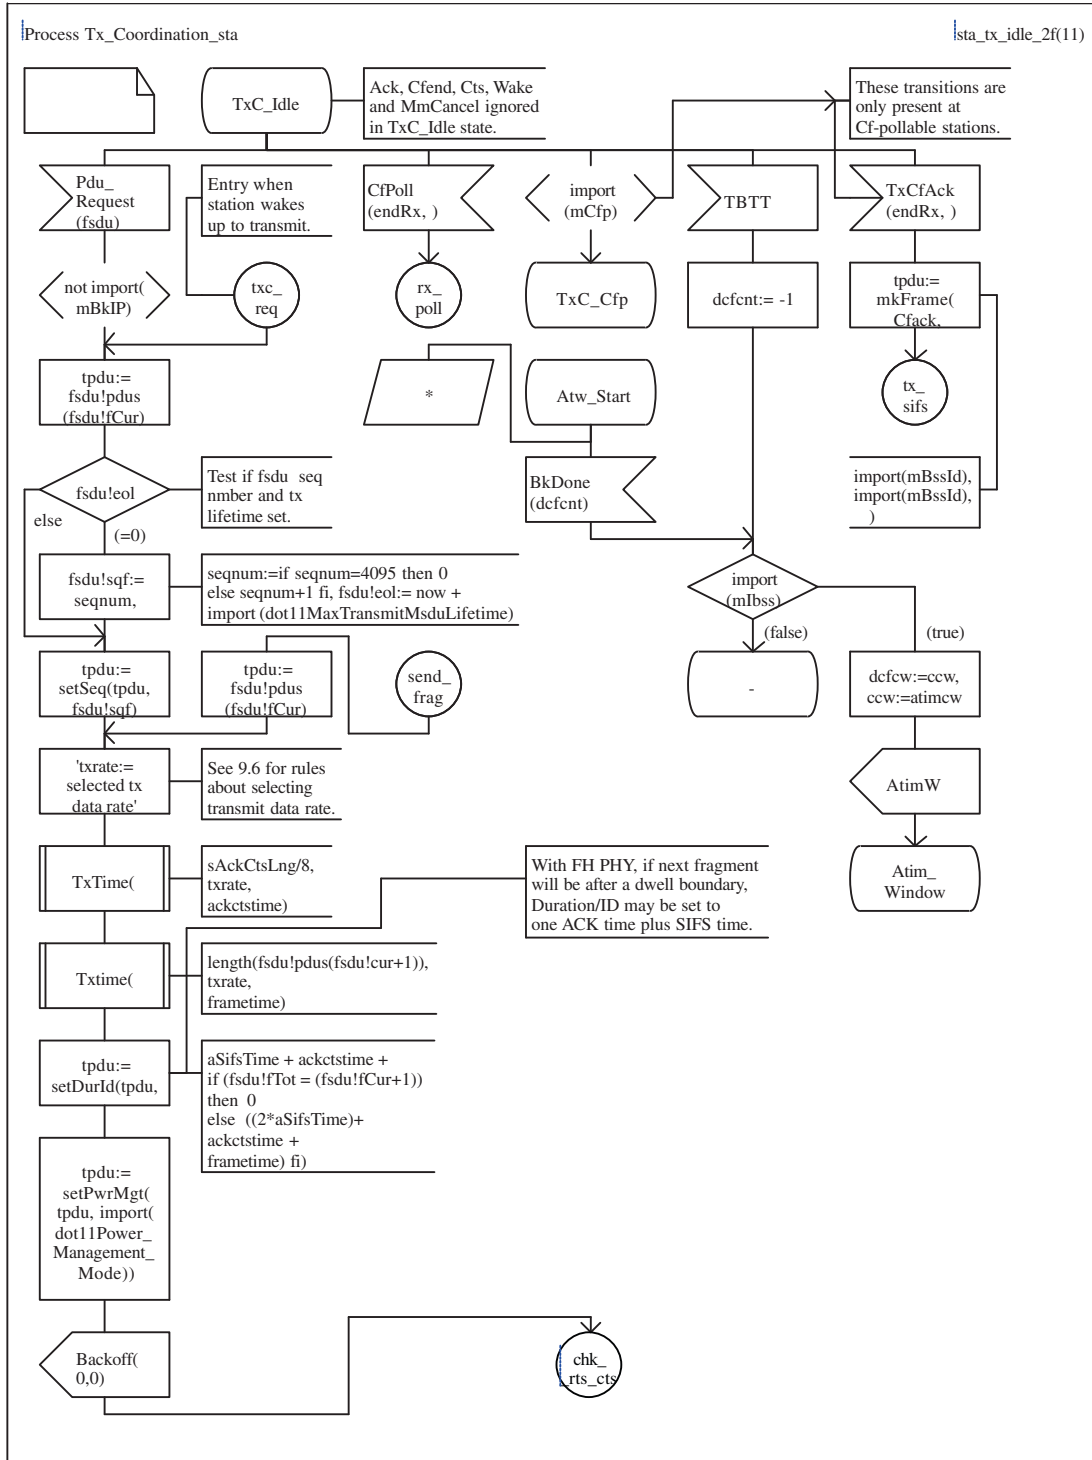 Process Tx_Coordination_sta
sta_tx_idle_2f(11)
TxC_Idle
Ack, Cfend, Cts, Wake
and MmCancel ignored
in TxC_Idle state.
These transitions are
only present at
Cf-pollable stations.
Pdu_
Request
(fsdu)
Entry when
station wakes
up to transmit.
CfPoll
(endRx, )
import
(mCfp)
TBTT
TxCfAck
(endRx, )
not import(
mBkIP)
txc_
req
rx_
poll
TxC_Cfp
dcfcnt:= -1
tpdu:=
mkFrame(
Cfack,
tpdu:=
fsdu!pdus
(fsdu!fCur)
*
Atw_Start
tx_
sifs
fsdu!eol
Test if fsdu seq
nmber and tx
lifetime set.
BkDone
(dcfcnt)
import(mBssId),
import(mBssId),
)
else
(=0)
fsdu!sqf:=
seqnum,
seqnum:=if seqnum=4095 then 0
else seqnum+1 fi, fsdu!eol:= now +
import (dot11MaxTransmitMsduLifetime)
import
(mIbss)
(false)
(true)
tpdu:=
setSeq(tpdu,
fsdu!sqf)
tpdu:=
fsdu!pdus
(fsdu!fCur)
send_
frag
-
dcfcw:=ccw,
ccw:=atimcw
'txrate:=
selected tx
data rate'
See 9.6 for rules
about selecting
transmit data rate.
AtimW
TxTime(
sAckCtsLng/8,
txrate,
ackctstime)
With FH PHY, if next fragment
will be after a dwell boundary,
Duration/ID may be set to
one ACK time plus SIFS time.
Atim_
Window
Txtime(
length(fsdu!pdus(fsdu!cur+1)),
txrate,
frametime)
tpdu:=
setDurId(tpdu,
aSifsTime + ackctstime +
if (fsdu!fTot = (fsdu!fCur+1))
then 0
else ((2*aSifsTime)+
ackctstime +
frametime) fi)
tpdu:=
setPwrMgt(
tpdu, import(
dot11Power_
Management_
Mode))
Backoff(
0,0)
chk_
_rts_cts